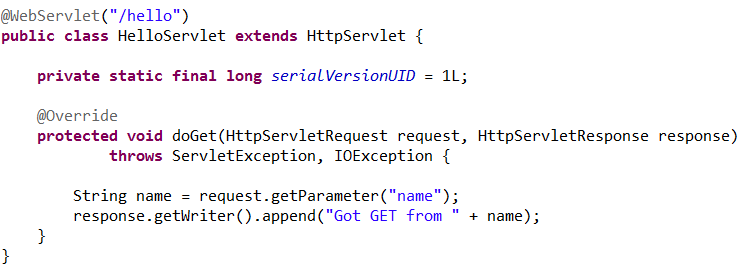 @WebServlet("/hello")
public class HelloServlet extends HttpServlet {
private static final long serialVersionUID = 1L;
@Override
protected void doGet(HttpServletRequest request, HttpServletResponse response)
throws ServletException, IOException {
String name = request.getParameter("name");
response.getWriter().append("Got GET from " + name);
}
}